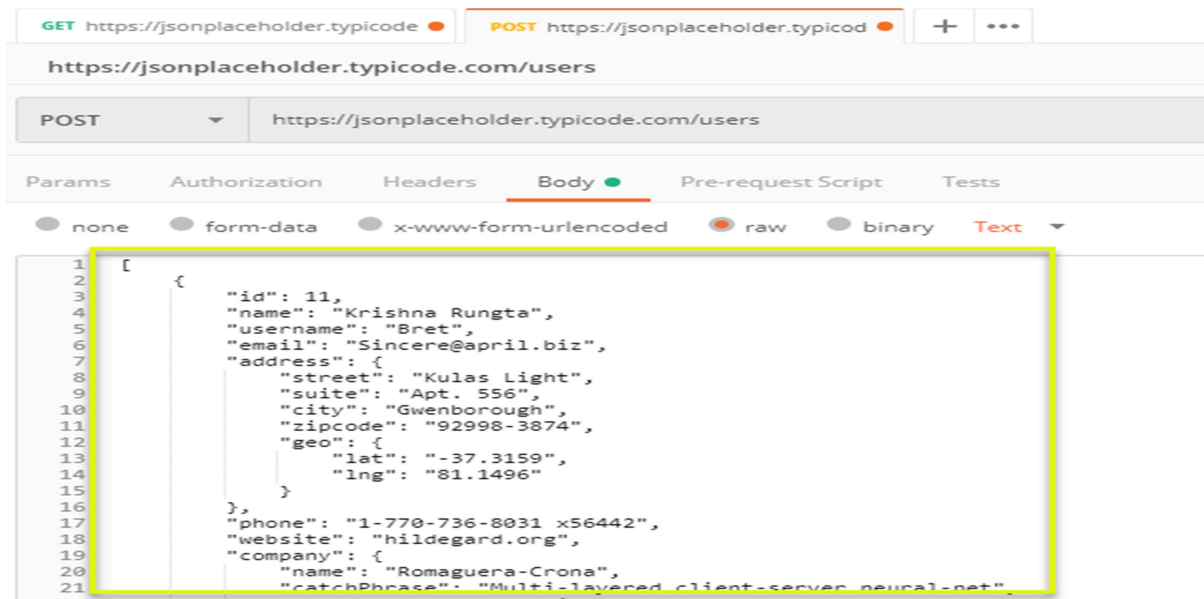 GET https://jsonplaceholder.typicode
POST https://jsonplaceholder.typicod
+ •••
https://jsonplaceholder.typicode.com/users
POST https://jsonplaceholder.typicode.com/users
Params Authorization Headers Body Pre-request Script Tests
none form-data x-www-form-urlencoded raw binary Text
1 [
2 {
3 "id": 11,
4 "name": "Krishna Rungta",
5 "username": "Bret",
6 "email": "Sincere@april.biz",
7 "address": {
8 "street": "Kulas Light",
9 "suite": "Apt. 556",
10 "city": "Gwenborough",
11 "zipcode": "92998-3874",
12 "geo": {
13 "lat": "-37.3159",
14 "lng": "81.1496"
15 }
16 },
17 "phone": "1-770-736-8031 x56442",
18 "website": "hildegard.org",
19 "company": {
20 "name": "Romaguera-Crona",
21 "catchPhrase": "Multi-layered client-server neural-net",